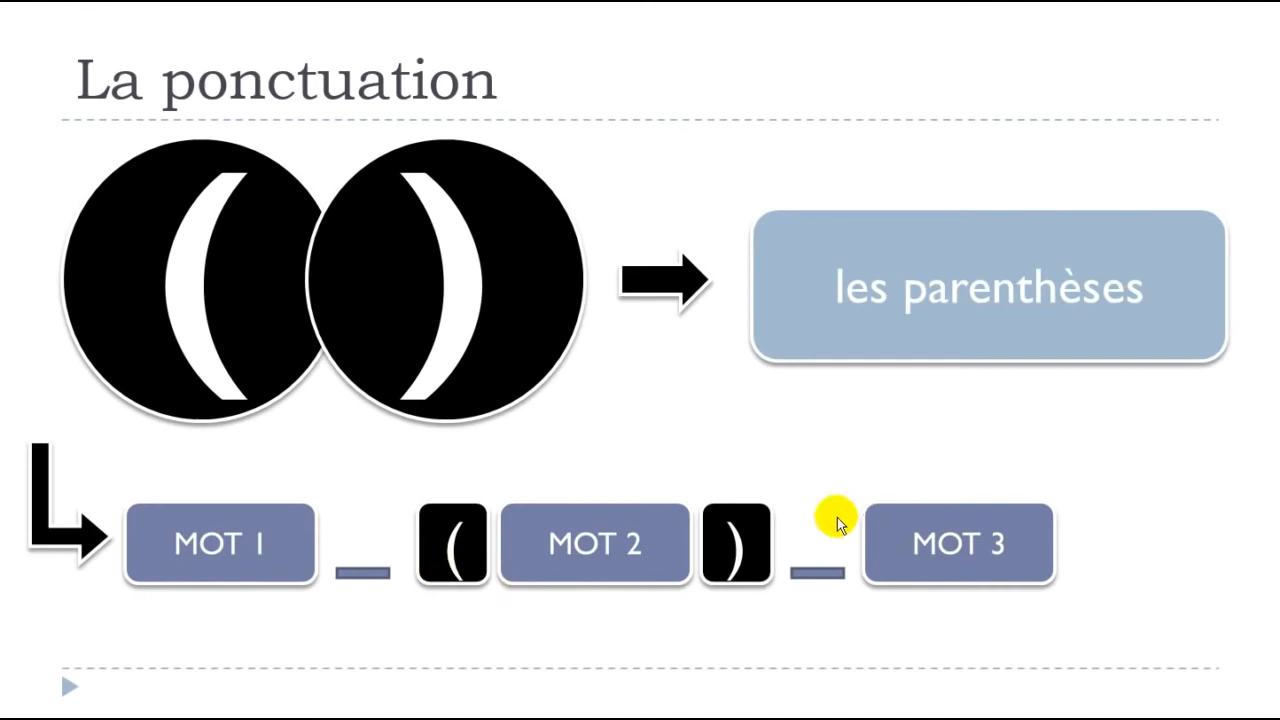 La ponctuation
( )
les parenthèses
MOT 1 _ ( MOT 2 ) _ MOT 3